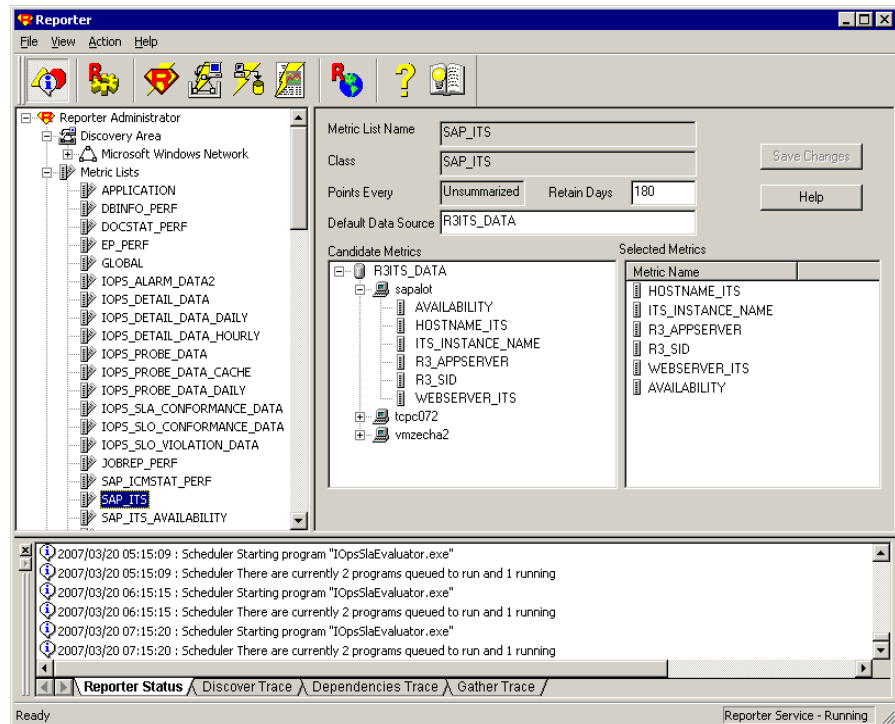 Reporter
File View Action Help
Reporter Administrator
Discovery Area
Microsoft Windows Network
Metric Lists
APPLICATION
DBINFO_PERF
DOCSTAT_PERF
EP_PERF
GLOBAL
IOPS_ALARM_DATA2
IOPS_DETAIL_DATA
IOPS_DETAIL_DATA_DAILY
IOPS_DETAIL_DATA_HOURLY
IOPS_PROBE_DATA
IOPS_PROBE_DATA_CACHE
IOPS_PROBE_DATA_DAILY
IOPS_SLA_CONFORMANCE_DATA
IOPS_SLO_CONFORMANCE_DATA
IOPS_SLO_VIOLATION_DATA
JOBREP_PERF
SAP_ICMSTAT_PERF
SAP_ITS
SAP_ITS_AVAILABILITY
Metric List Name SAP_ITS
Class SAP_ITS
Save Changes
Points Every Unsummarized Retain Days 180
Help
Default Data Source R3ITS_DATA
Candidate Metrics
R3ITS_DATA
sapalot
AVAILABILITY
HOSTNAME_ITS
ITS_INSTANCE_NAME
R3_APPSERVER
R3_SID
WEBSERVER_ITS
tcpc072
vmzecha2
Selected Metrics
Metric Name
HOSTNAME_ITS
ITS_INSTANCE_NAME
R3_APPSERVER
R3_SID
WEBSERVER_ITS
AVAILABILITY
2007/03/20 05:15:09 : Scheduler Starting program "IOpsSlaEvaluator.exe"
2007/03/20 05:15:09 : Scheduler There are currently 2 programs queued to run and 1 running
2007/03/20 06:15:15 : Scheduler Starting program "IOpsSlaEvaluator.exe"
2007/03/20 06:15:15 : Scheduler There are currently 2 programs queued to run and 1 running
2007/03/20 07:15:20 : Scheduler Starting program "IOpsSlaEvaluator.exe"
2007/03/20 07:15:20 : Scheduler There are currently 2 programs queued to run and 1 running
Reporter Status Discover Trace Dependencies Trace Gather Trace
Ready Reporter Service - Running